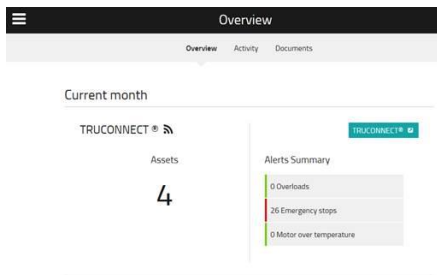 Overview
Overview Activity Documents
Current month
TRUCONNECT ®
TRUCONNECT®
Assets
4
Alerts Summary
0 Overloads
26 Emergency stops
0 Motor over temperature